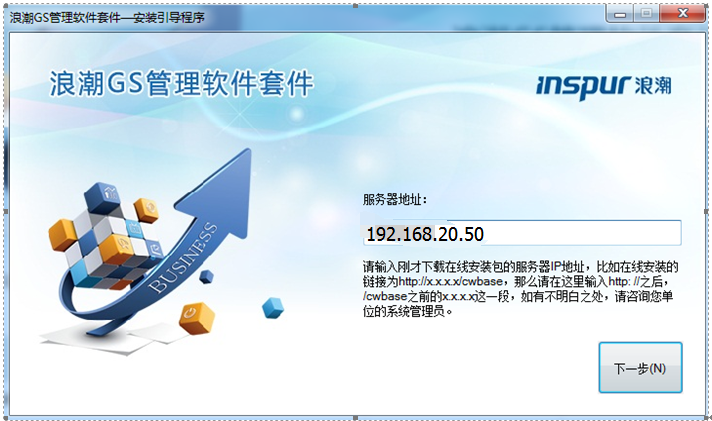 浪潮GS管理软件套件—安装引导程序
浪潮GS管理软件套件
inspur 浪潮
服务器地址：
192.168.20.50
请输入刚才下载在线安装包的服务器IP地址，比如在线安装的
链接为http://x.x.x.x/cwbase，那么请在这里输入http: //之后，
/cwbase之前的x.x.x.x这一段，如有不明白之处，请咨询您单
位的系统管理员。
BUSINESS
下一步(N)